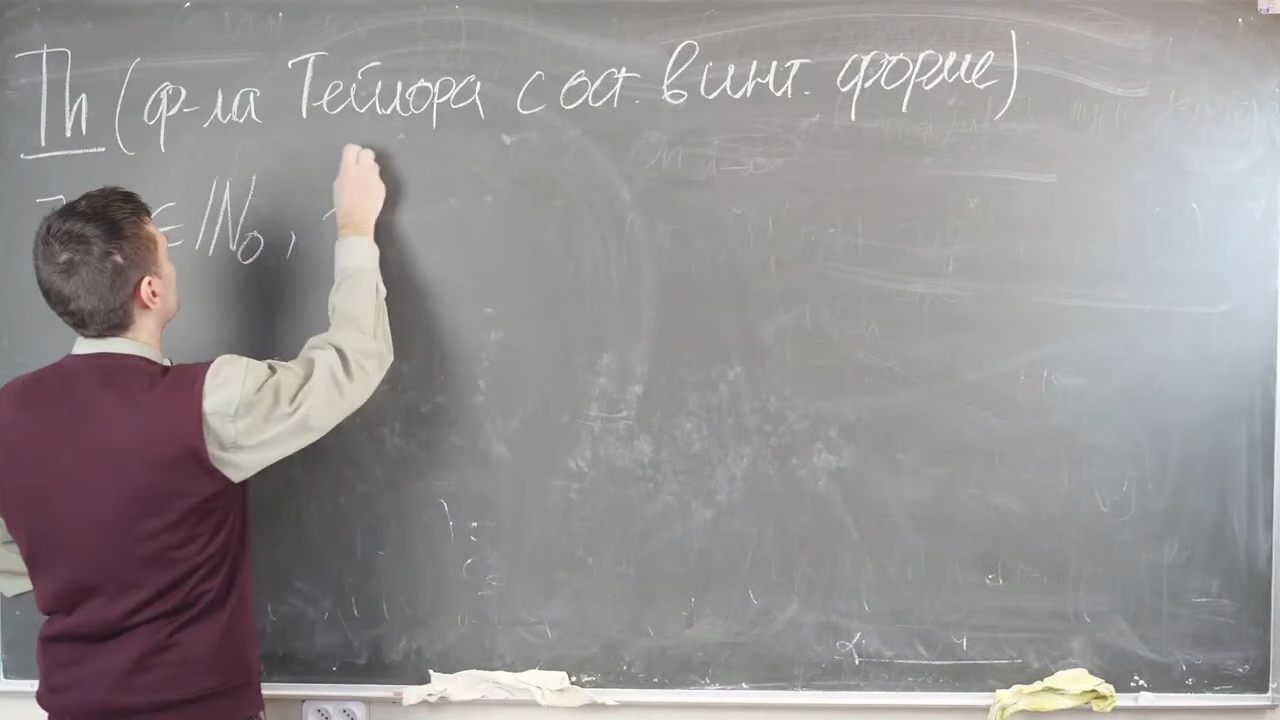 Th (ф-ла Тейлора с ост. в инт. форме)
∈ ℕ₀,